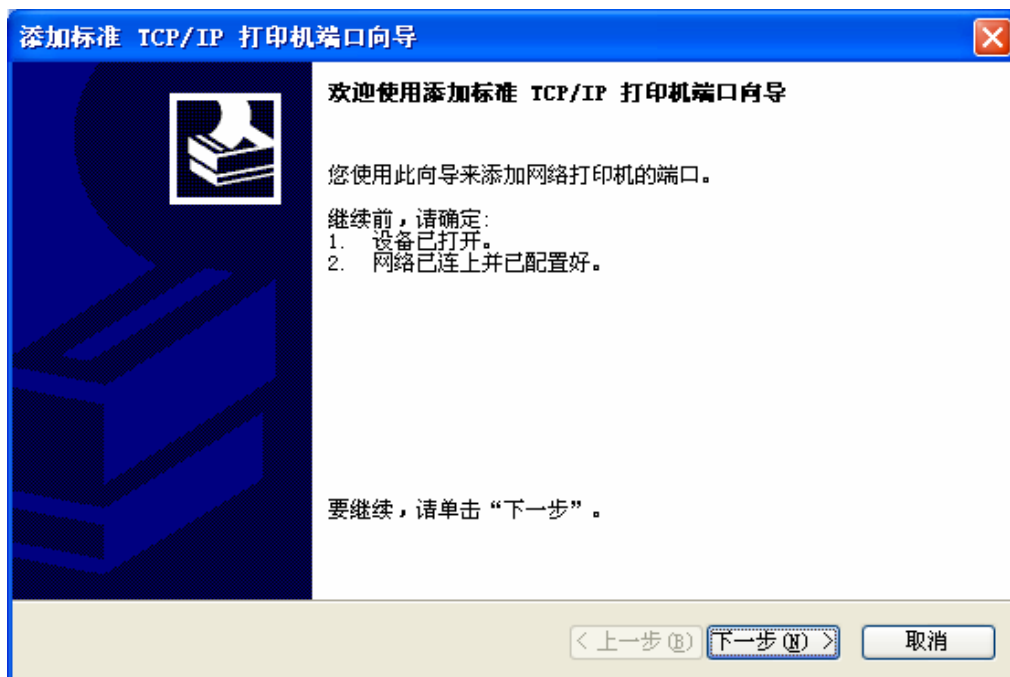 添加标准 TCP/IP 打印机端口向导
欢迎使用添加标准 TCP/IP 打印机端口向导
您使用此向导来添加网络打印机的端口。
继续前，请确定:
1. 设备已打开。
2. 网络已连上并已配置好。
要继续，请单击“下一步”。
< 上一步(B) 下一步(N) > 取消